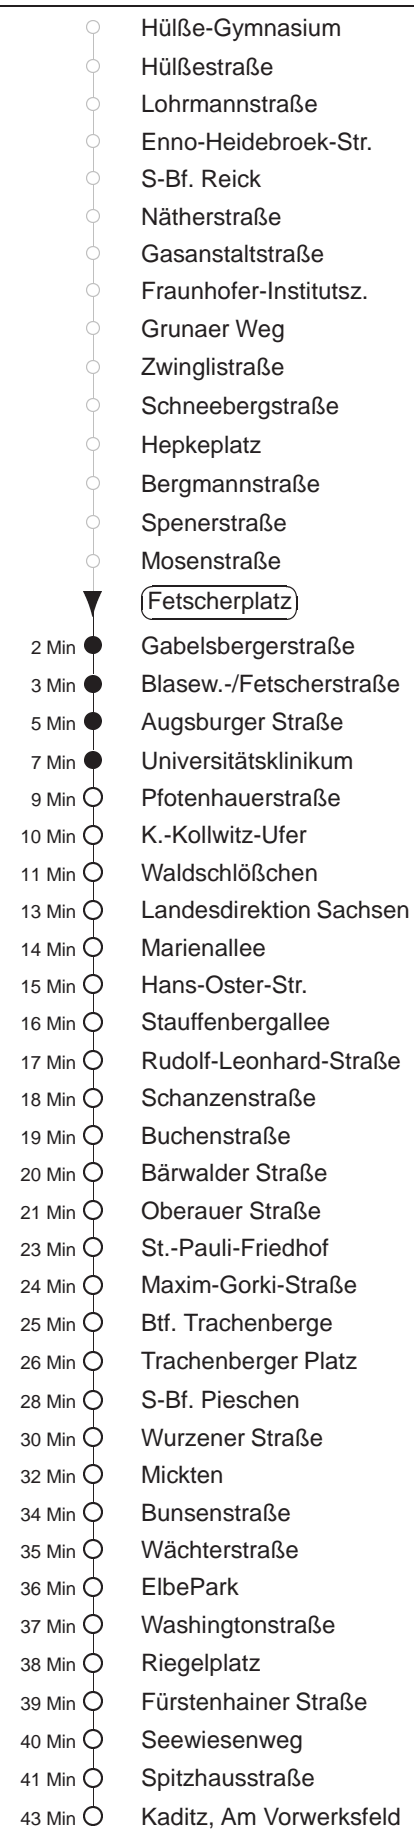 Hülße-Gymnasium
Hülßestraße
Lohrmannstraße
Enno-Heidebroek-Str.
S-Bf. Reick
Nätherstraße
Gasanstaltstraße
Fraunhofer-Institutsz.
Grunaer Weg
Zwinglistraße
Schneebergstraße
Hepkeplatz
Bergmannstraße
Spenerstraße
Mosenstraße
Fetscherplatz
2 Min Gabelsbergerstraße
3 Min Blasew.-/Fetscherstraße
5 Min Augsburger Straße
7 Min Universitätsklinikum
9 Min Pfotenhauerstraße
10 Min K.-Kollwitz-Ufer
11 Min Waldschlößchen
13 Min Landesdirektion Sachsen
14 Min Marienallee
15 Min Hans-Oster-Str.
16 Min Stauffenbergallee
17 Min Rudolf-Leonhard-Straße
18 Min Schanzenstraße
19 Min Buchenstraße
20 Min Bärwalder Straße
21 Min Oberauer Straße
23 Min St.-Pauli-Friedhof
24 Min Maxim-Gorki-Straße
25 Min Btf. Trachenberge
26 Min Trachenberger Platz
28 Min S-Bf. Pieschen
30 Min Wurzener Straße
32 Min Mickten
34 Min Bunsenstraße
35 Min Wächterstraße
36 Min ElbePark
37 Min Washingtonstraße
38 Min Riegelplatz
39 Min Fürstenhainer Straße
40 Min Seewiesenweg
41 Min Spitzhausstraße
43 Min Kaditz, Am Vorwerksfeld